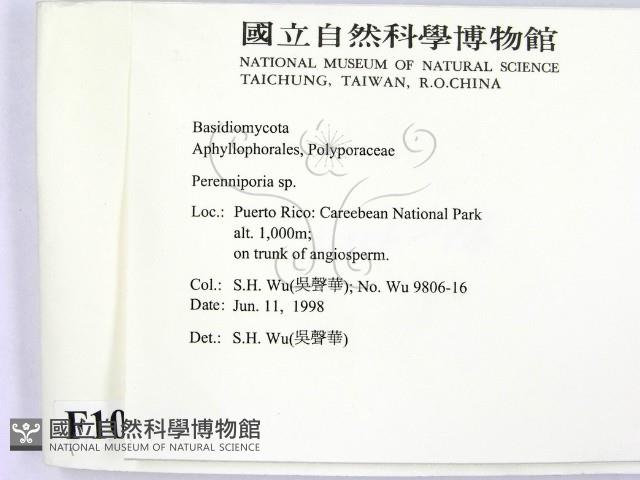 國立自然科學博物館
NATIONAL MUSEUM OF NATURAL SCIENCE
TAICHUNG, TAIWAN, R.O.CHINA
Basidiomycota
Aphyllophorales, Polyporaceae
Perenniporia sp.
Loc.: Puerto Rico: Careebean National Park
alt. 1,000m;
on trunk of angiosperm.
Col.: S.H. Wu(吳聲華); No. Wu 9806-16
Date: Jun. 11, 1998
Det.: S.H. Wu(吳聲華)
國立自然科學博物館
NATIONAL MUSEUM OF NATURAL SCIENCE